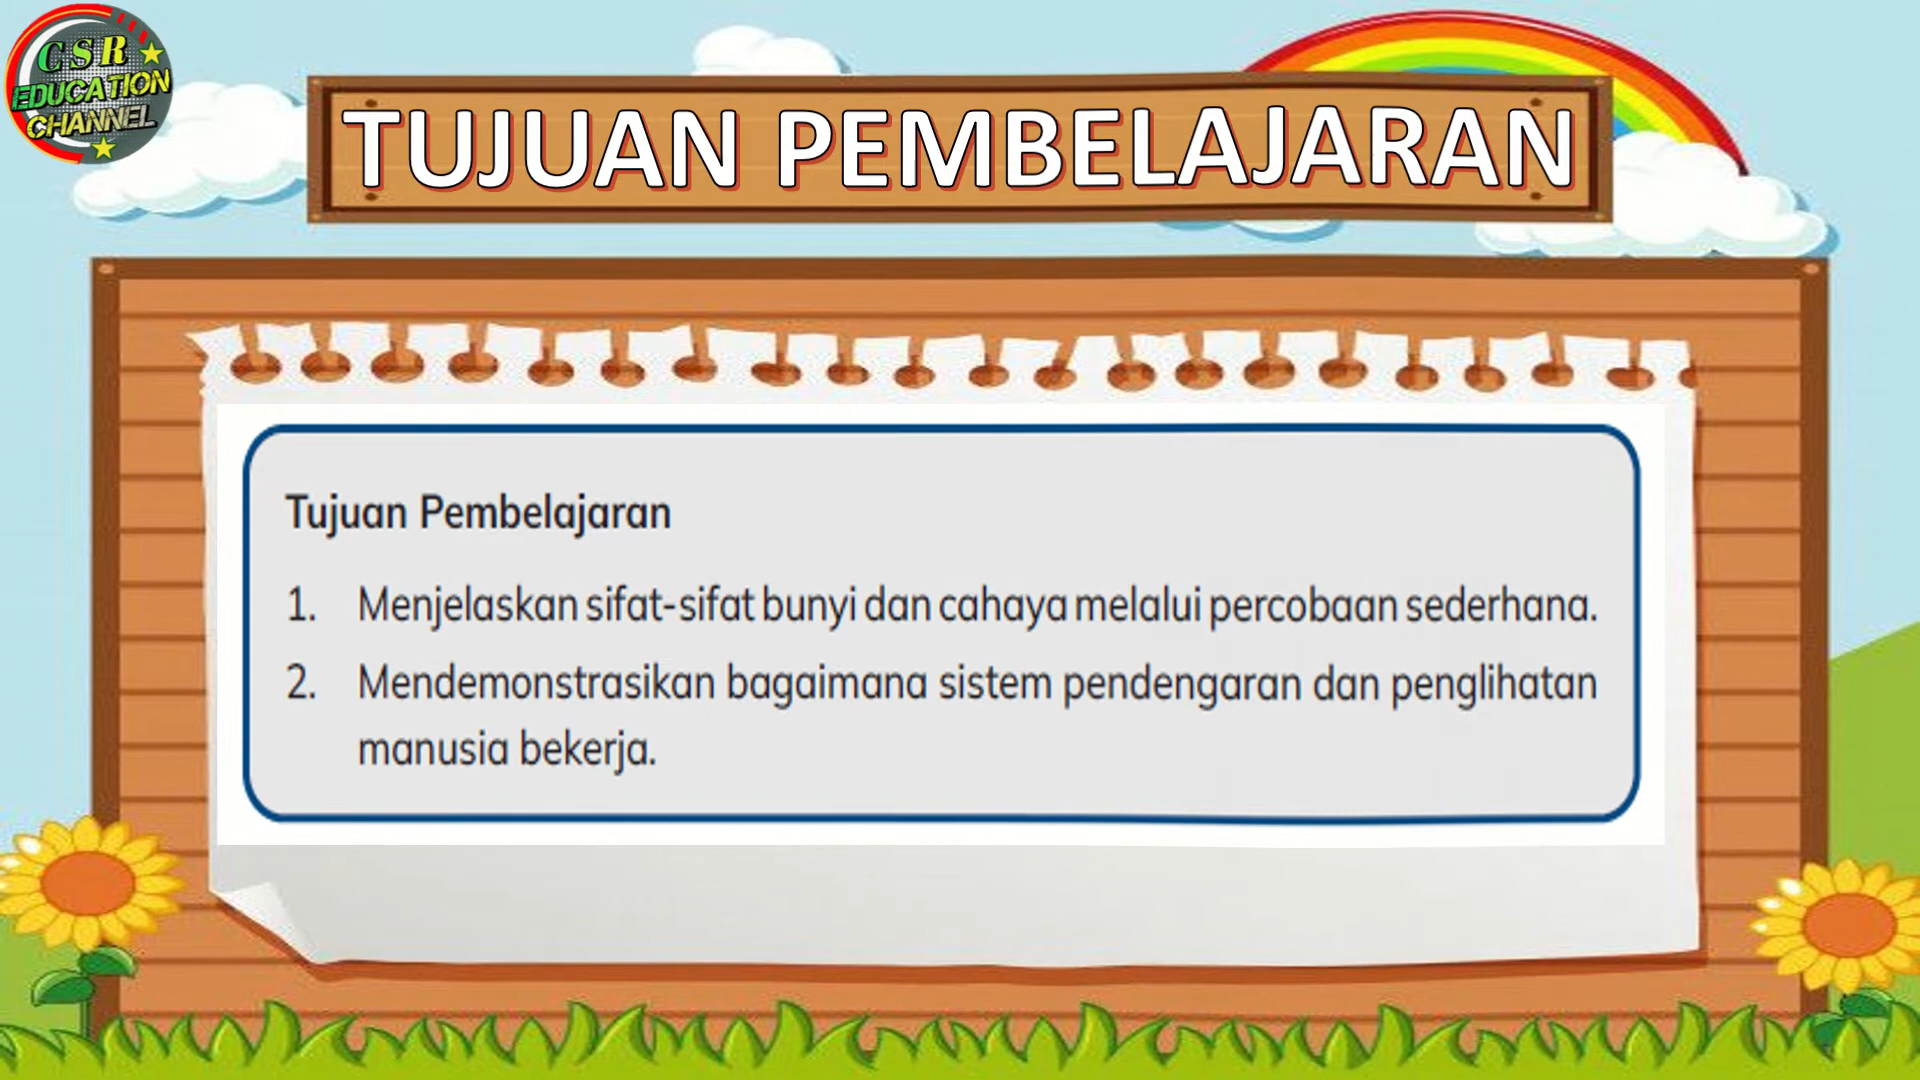 CSR
EDUCATION
CHANNEL
TUJUAN PEMBELAJARAN
Tujuan Pembelajaran
1. Menjelaskan sifat-sifat bunyi dan cahaya melalui percobaan sederhana.
2. Mendemonstrasikan bagaimana sistem pendengaran dan penglihatan
manusia bekerja.